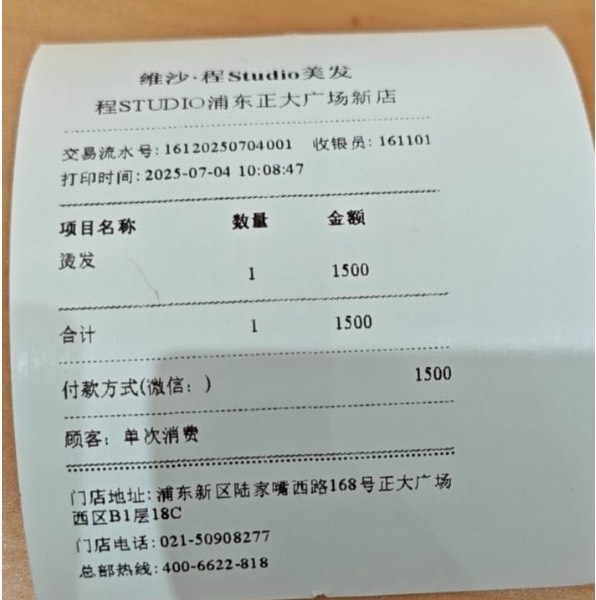 维沙·程Studio美发
程STUDIO浦东正大广场新店
交易流水号: 16120250704001 收银员: 161101
打印时间: 2025-07-04 10:08:47
项目名称 数量 金额
烫发
1 1500
合计 1 1500
付款方式(微信: ) 1500
顾客: 单次消费
门店地址: 浦东新区陆家嘴西路168号正大广场
西区B1层18C
门店电话: 021-50908277
总部热线: 400-6622-818